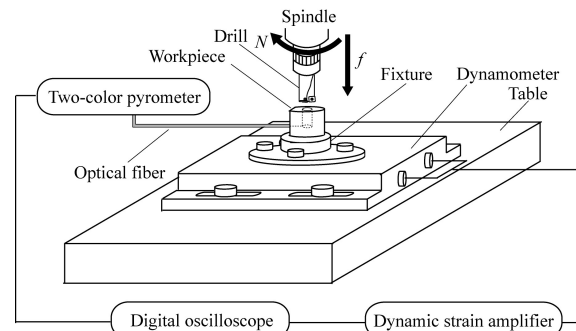 Spindle
Drill
N
Workpiece
f
Fixture
Dynamometer
Table
Two-color pyrometer
Optical fiber
Digital oscilloscope
Dynamic strain amplifier